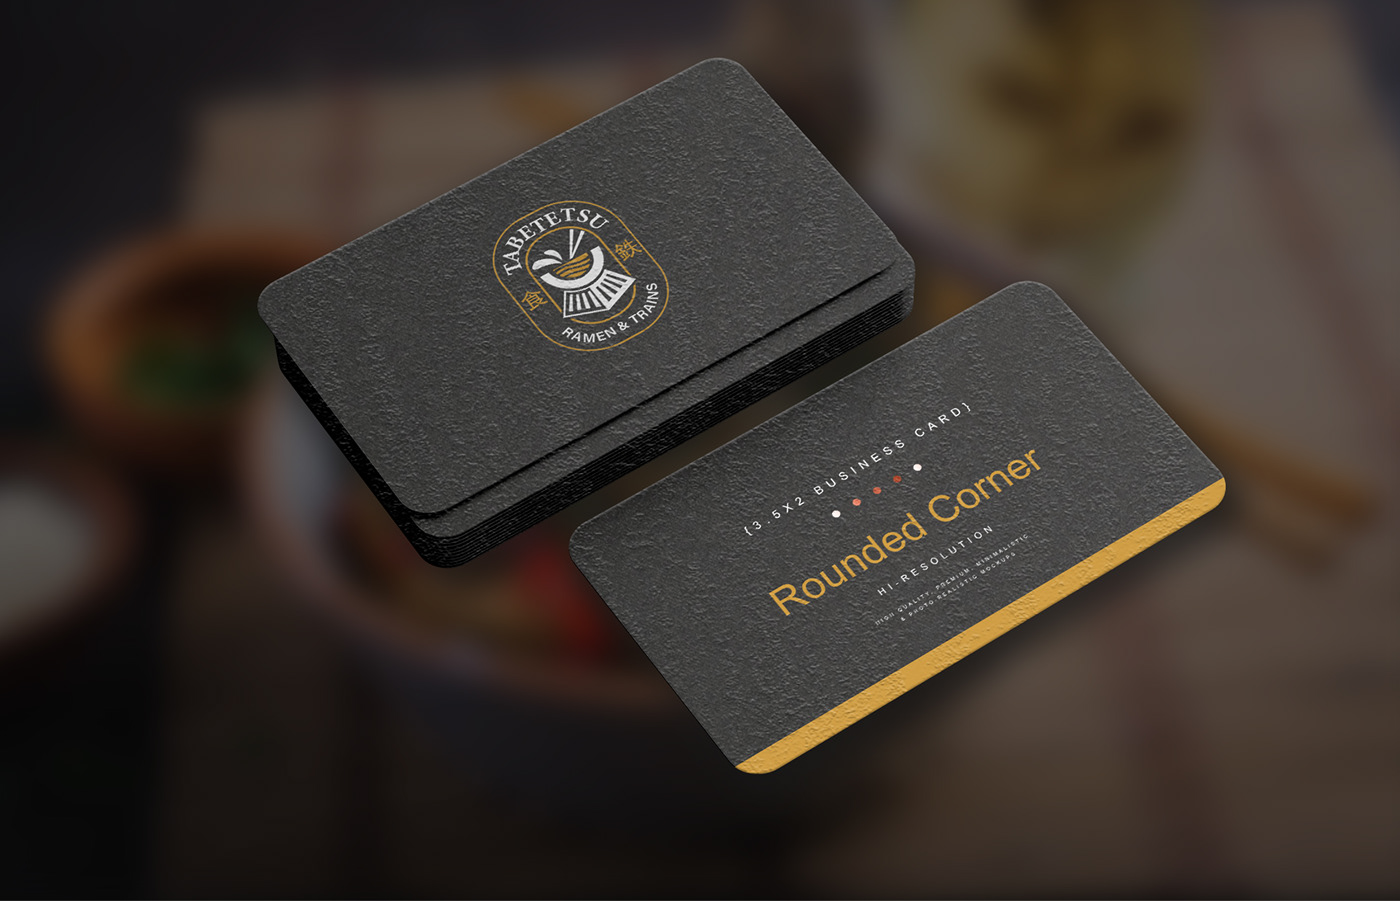 TABETETSU
食
鉄
RAMEN & TRAINS
{3.5X2 BUSINESS CARD}
Rounded Corner
HI-RESOLUTION
HIGH QUALITY, PREMIUM, MINIMALISTIC
& PHOTO-REALISTIC MOCKUPS